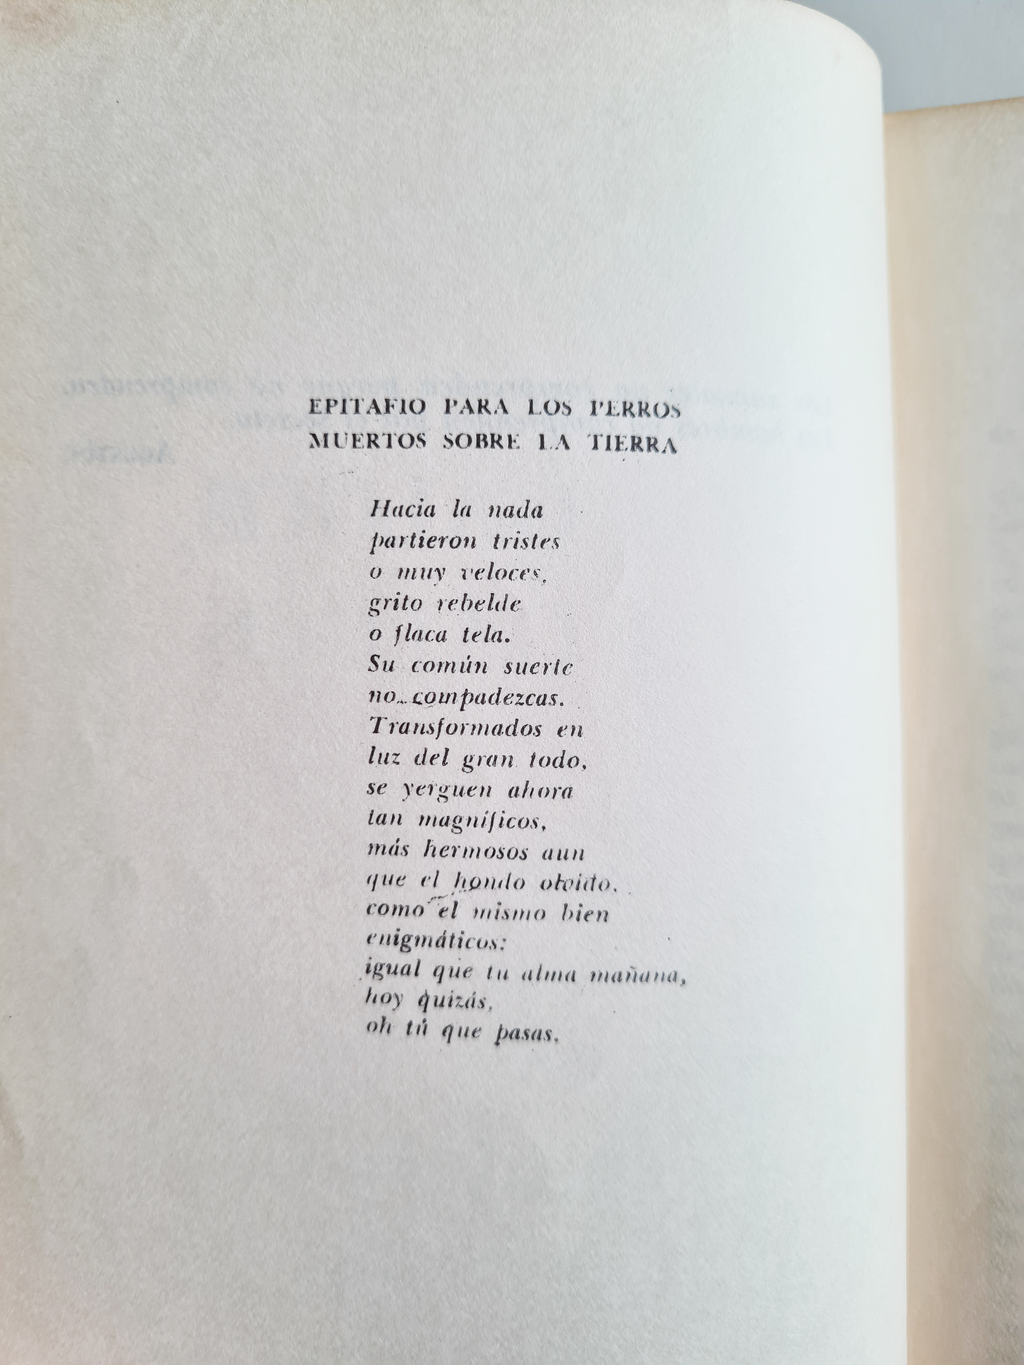 EPITAFIO PARA LOS PERROS
MUERTOS SOBRE LA TIERRA
Hacia la nada
partieron tristes
o muy veloces,
grito rebelde
o flaca tela.
Su común suerte
no compadezcas.
Transformados en
luz del gran todo,
se yerguen ahora
tan magníficos,
más hermosos aun
que el hondo olvido,
como el mismo bien
enigmáticos:
igual que tu alma mañana,
hoy quizás,
oh tú que pasas.